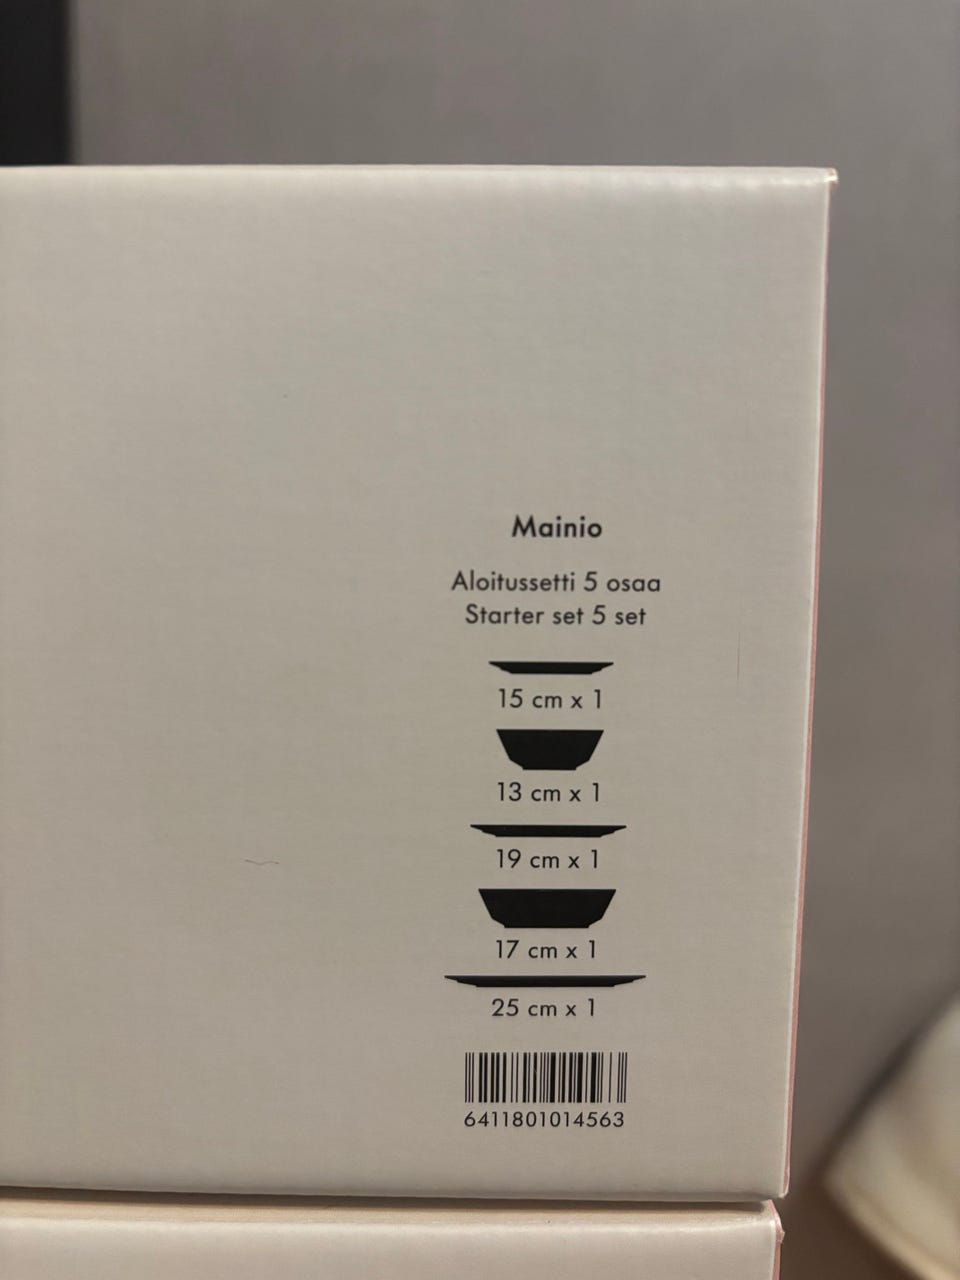 Mainio
Aloitussetti 5 osaa
Starter set 5 set
15 cm x 1
13 cm x 1
19 cm x 1
17 cm x 1
25 cm x 1
6411801014563